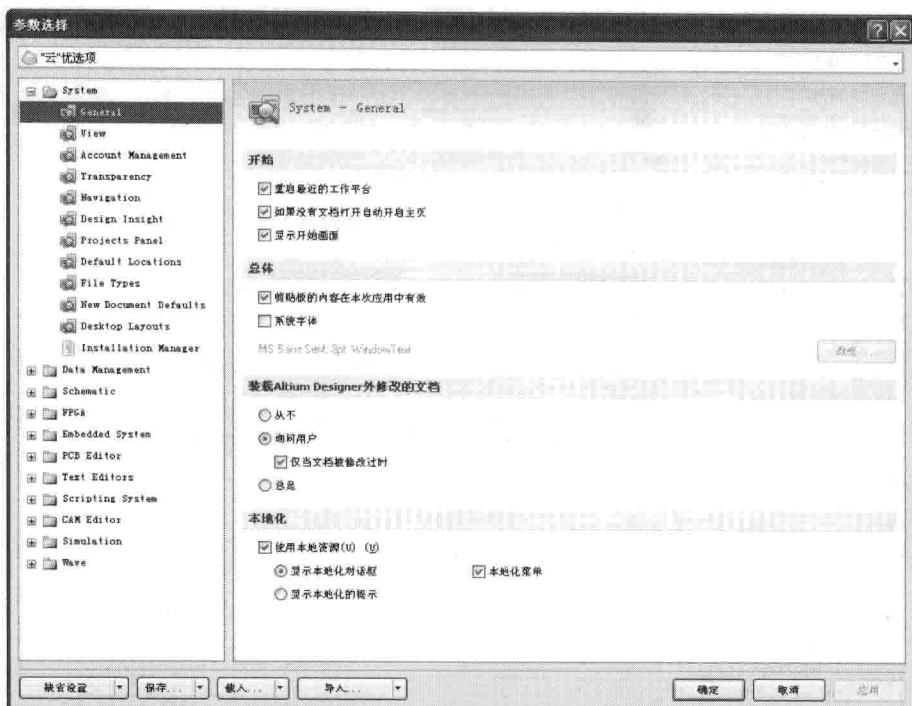 参数选择
"云"优选项
System
General
View
Account Management
Transparency
Navigation
Design Insight
Projects Panel
Default Locations
File Types
New Document Defaults
Desktop Layouts
Installation Manager
Data Management
Schematic
FPGA
Embedded System
PCB Editor
Text Editors
Scripting System
CAM Editor
Simulation
Wave
System - General
开始
重启最近的工作平台
如果没有文档打开自动开启主页
显示开始画面
总体
剪贴板的内容在本次应用中有效
系统字体
MS Sans Serif, 8pt, WindowText
改变...
装载Altium Designer外修改的文档
从不
询问用户
仅当文档被修改过时
总是
本地化
使用本地资源(U) (U)
显示本地化对话框 本地化菜单
显示本地化的提示
缺省设置 保存... 载入... 导入... 确定 取消 应用